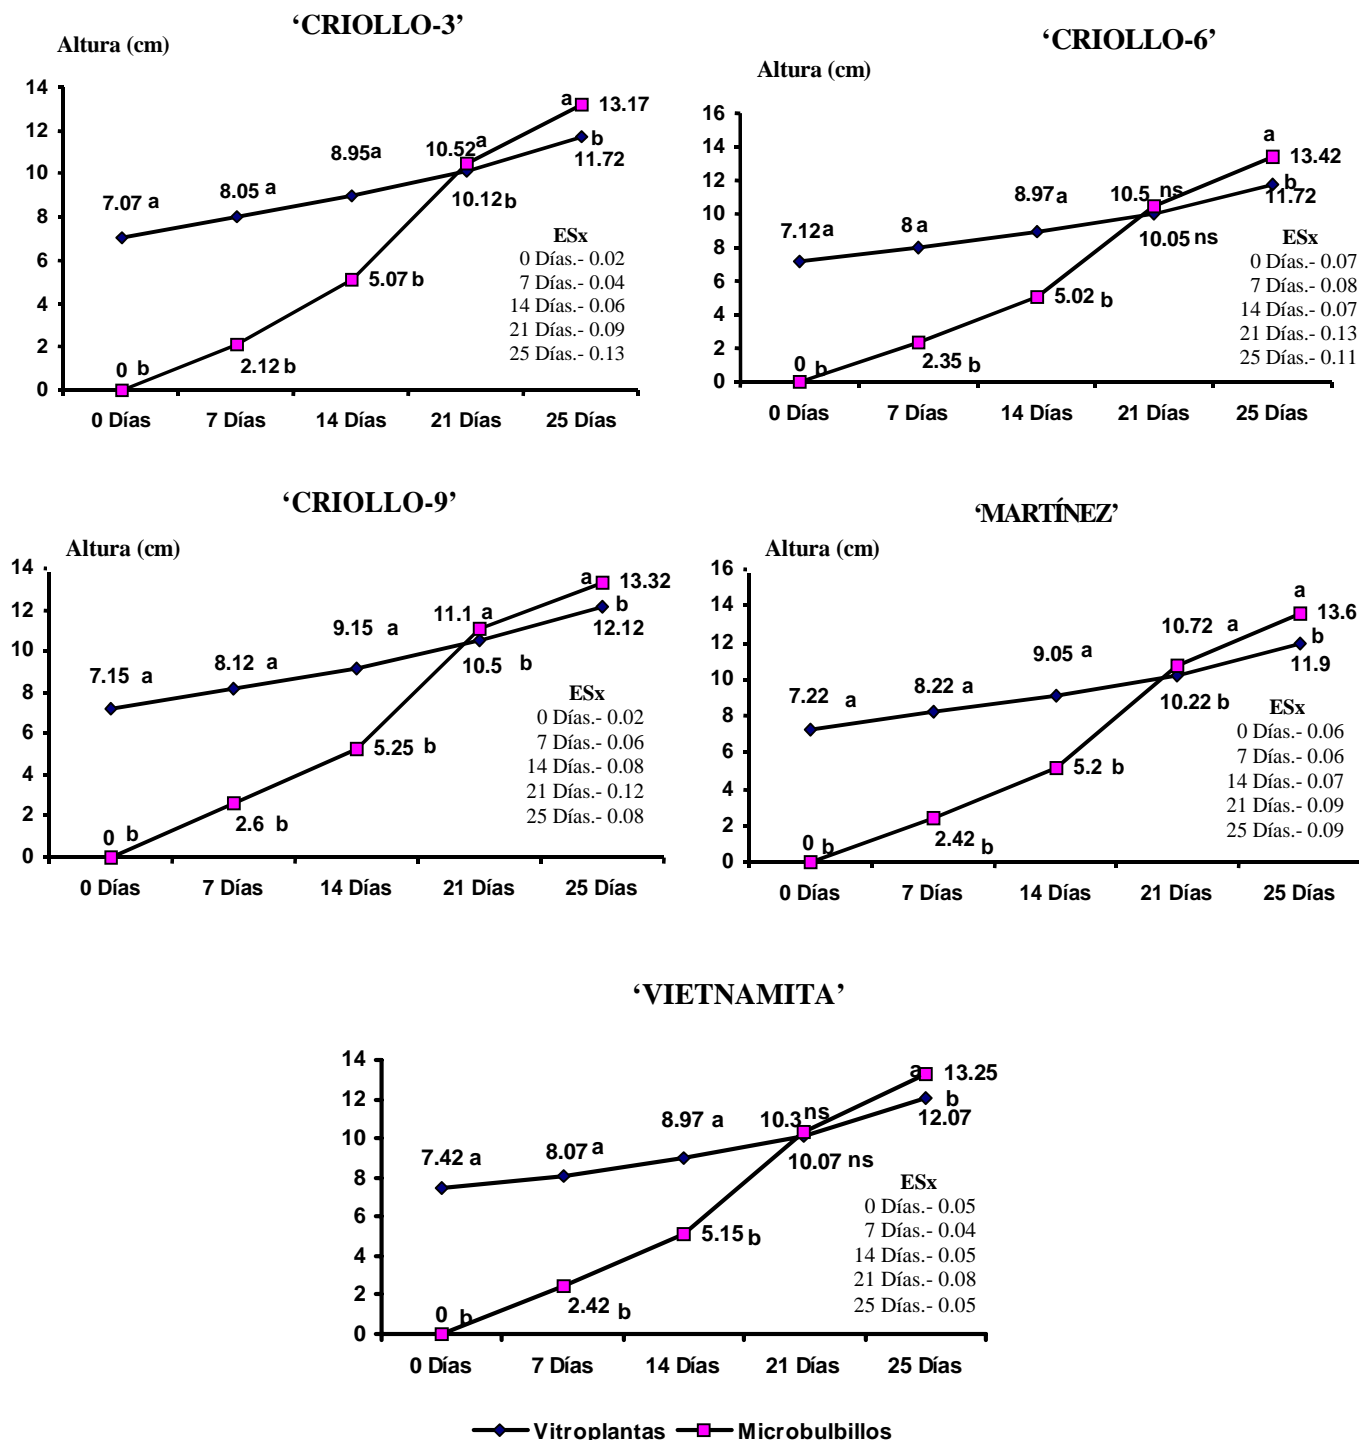 ‘CRIOLLO-3’
Altura (cm)
14
12
10
8
6
4
2
0
7.07 a
8.05 a
8.95 a
10.52 a
a 13.17
b
11.72
10.12 b
5.07 b
2.12 b
0 b
ESx
0 Días.- 0.02
7 Días.- 0.04
14 Días.- 0.06
21 Días.- 0.09
25 Días.- 0.13
0 Días 7 Días 14 Días 21 Días 25 Días
‘CRIOLLO-6’
Altura (cm)
16
14
12
10
8
6
4
2
0
7.12 a
8 a
8.97 a
10.5 ns
a
13.42
b
11.72
10.05 ns
5.02 b
2.35 b
0 b
ESx
0 Días.- 0.07
7 Días.- 0.08
14 Días.- 0.07
21 Días.- 0.13
25 Días.- 0.11
0 Días 7 Días 14 Días 21 Días 25 Días
‘CRIOLLO-9’
Altura (cm)
14
12
10
8
6
4
2
0
7.15 a
8.12 a
9.15 a
11.1 a
a 13.32
b
12.12
10.5 b
5.25 b
2.6 b
0 b
ESx
0 Días.- 0.02
7 Días.- 0.06
14 Días.- 0.08
21 Días.- 0.12
25 Días.- 0.08
0 Días 7 Días 14 Días 21 Días 25 Días
‘MARTÍNEZ’
Altura (cm)
16
14
12
10
8
6
4
2
0
7.22 a
8.22 a
9.05 a
10.72 a
a
13.6
b
11.9
10.22 b
5.2 b
2.42 b
0 b
ESx
0 Días.- 0.06
7 Días.- 0.06
14 Días.- 0.07
21 Días.- 0.09
25 Días.- 0.09
0 Días 7 Días 14 Días 21 Días 25 Días
‘VIETNAMITA’
14
12
10
8
6
4
2
0
7.42 a
8.07 a
8.97 a
10.3 ns
a 13.25
b
12.07
10.07 ns
5.15 b
2.42 b
0 b
ESx
0 Días.- 0.05
7 Días.- 0.04
14 Días.- 0.05
21 Días.- 0.08
25 Días.- 0.05
0 Días 7 Días 14 Días 21 Días 25 Días
Vitroplantas Microbulbillos